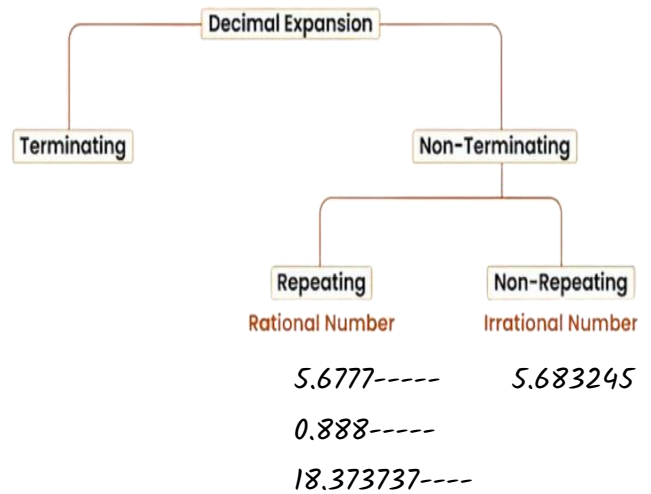 Decimal Expansion
Terminating
Non-Terminating
Repeating
Non-Repeating
Rational Number
Irrational Number
5.6777-----
5.683245
0.888-----
18.373737----